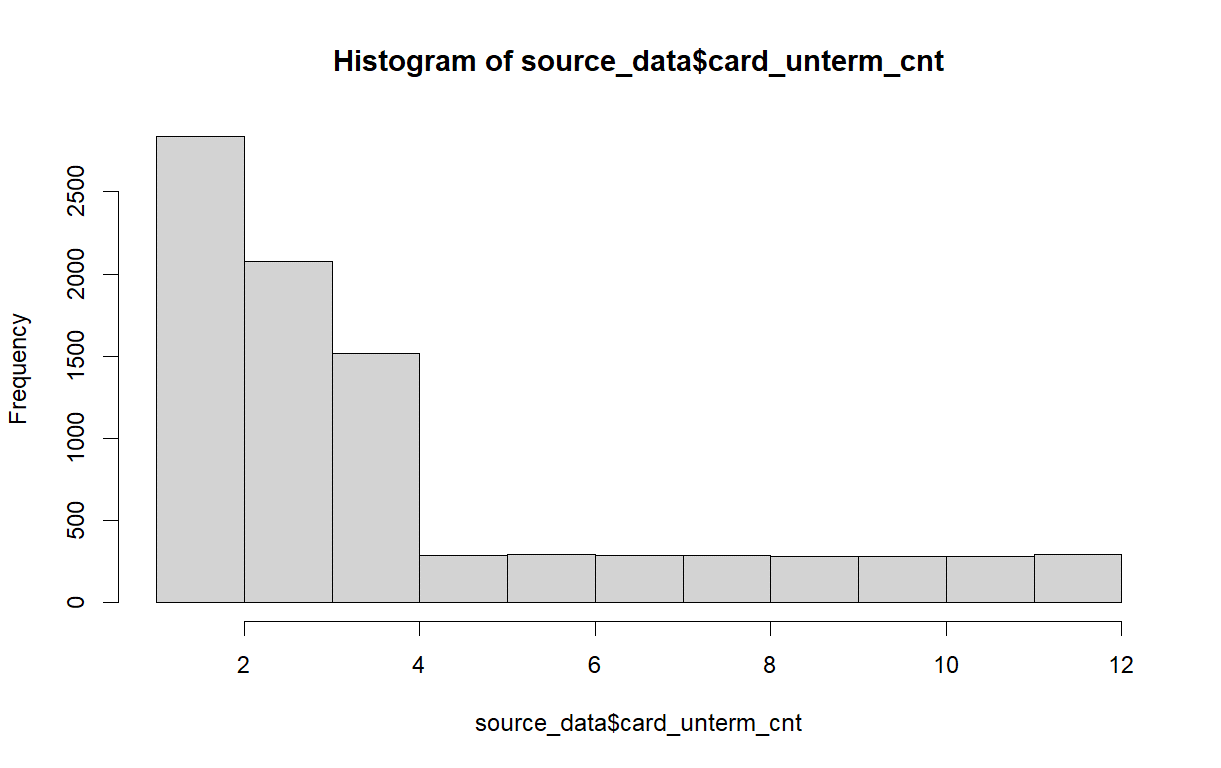 Histogram of source_data$card_unterm_cnt
Frequency
2500
2000
1500
1000
500
0
2 4 6 8 10 12
source_data$card_unterm_cnt